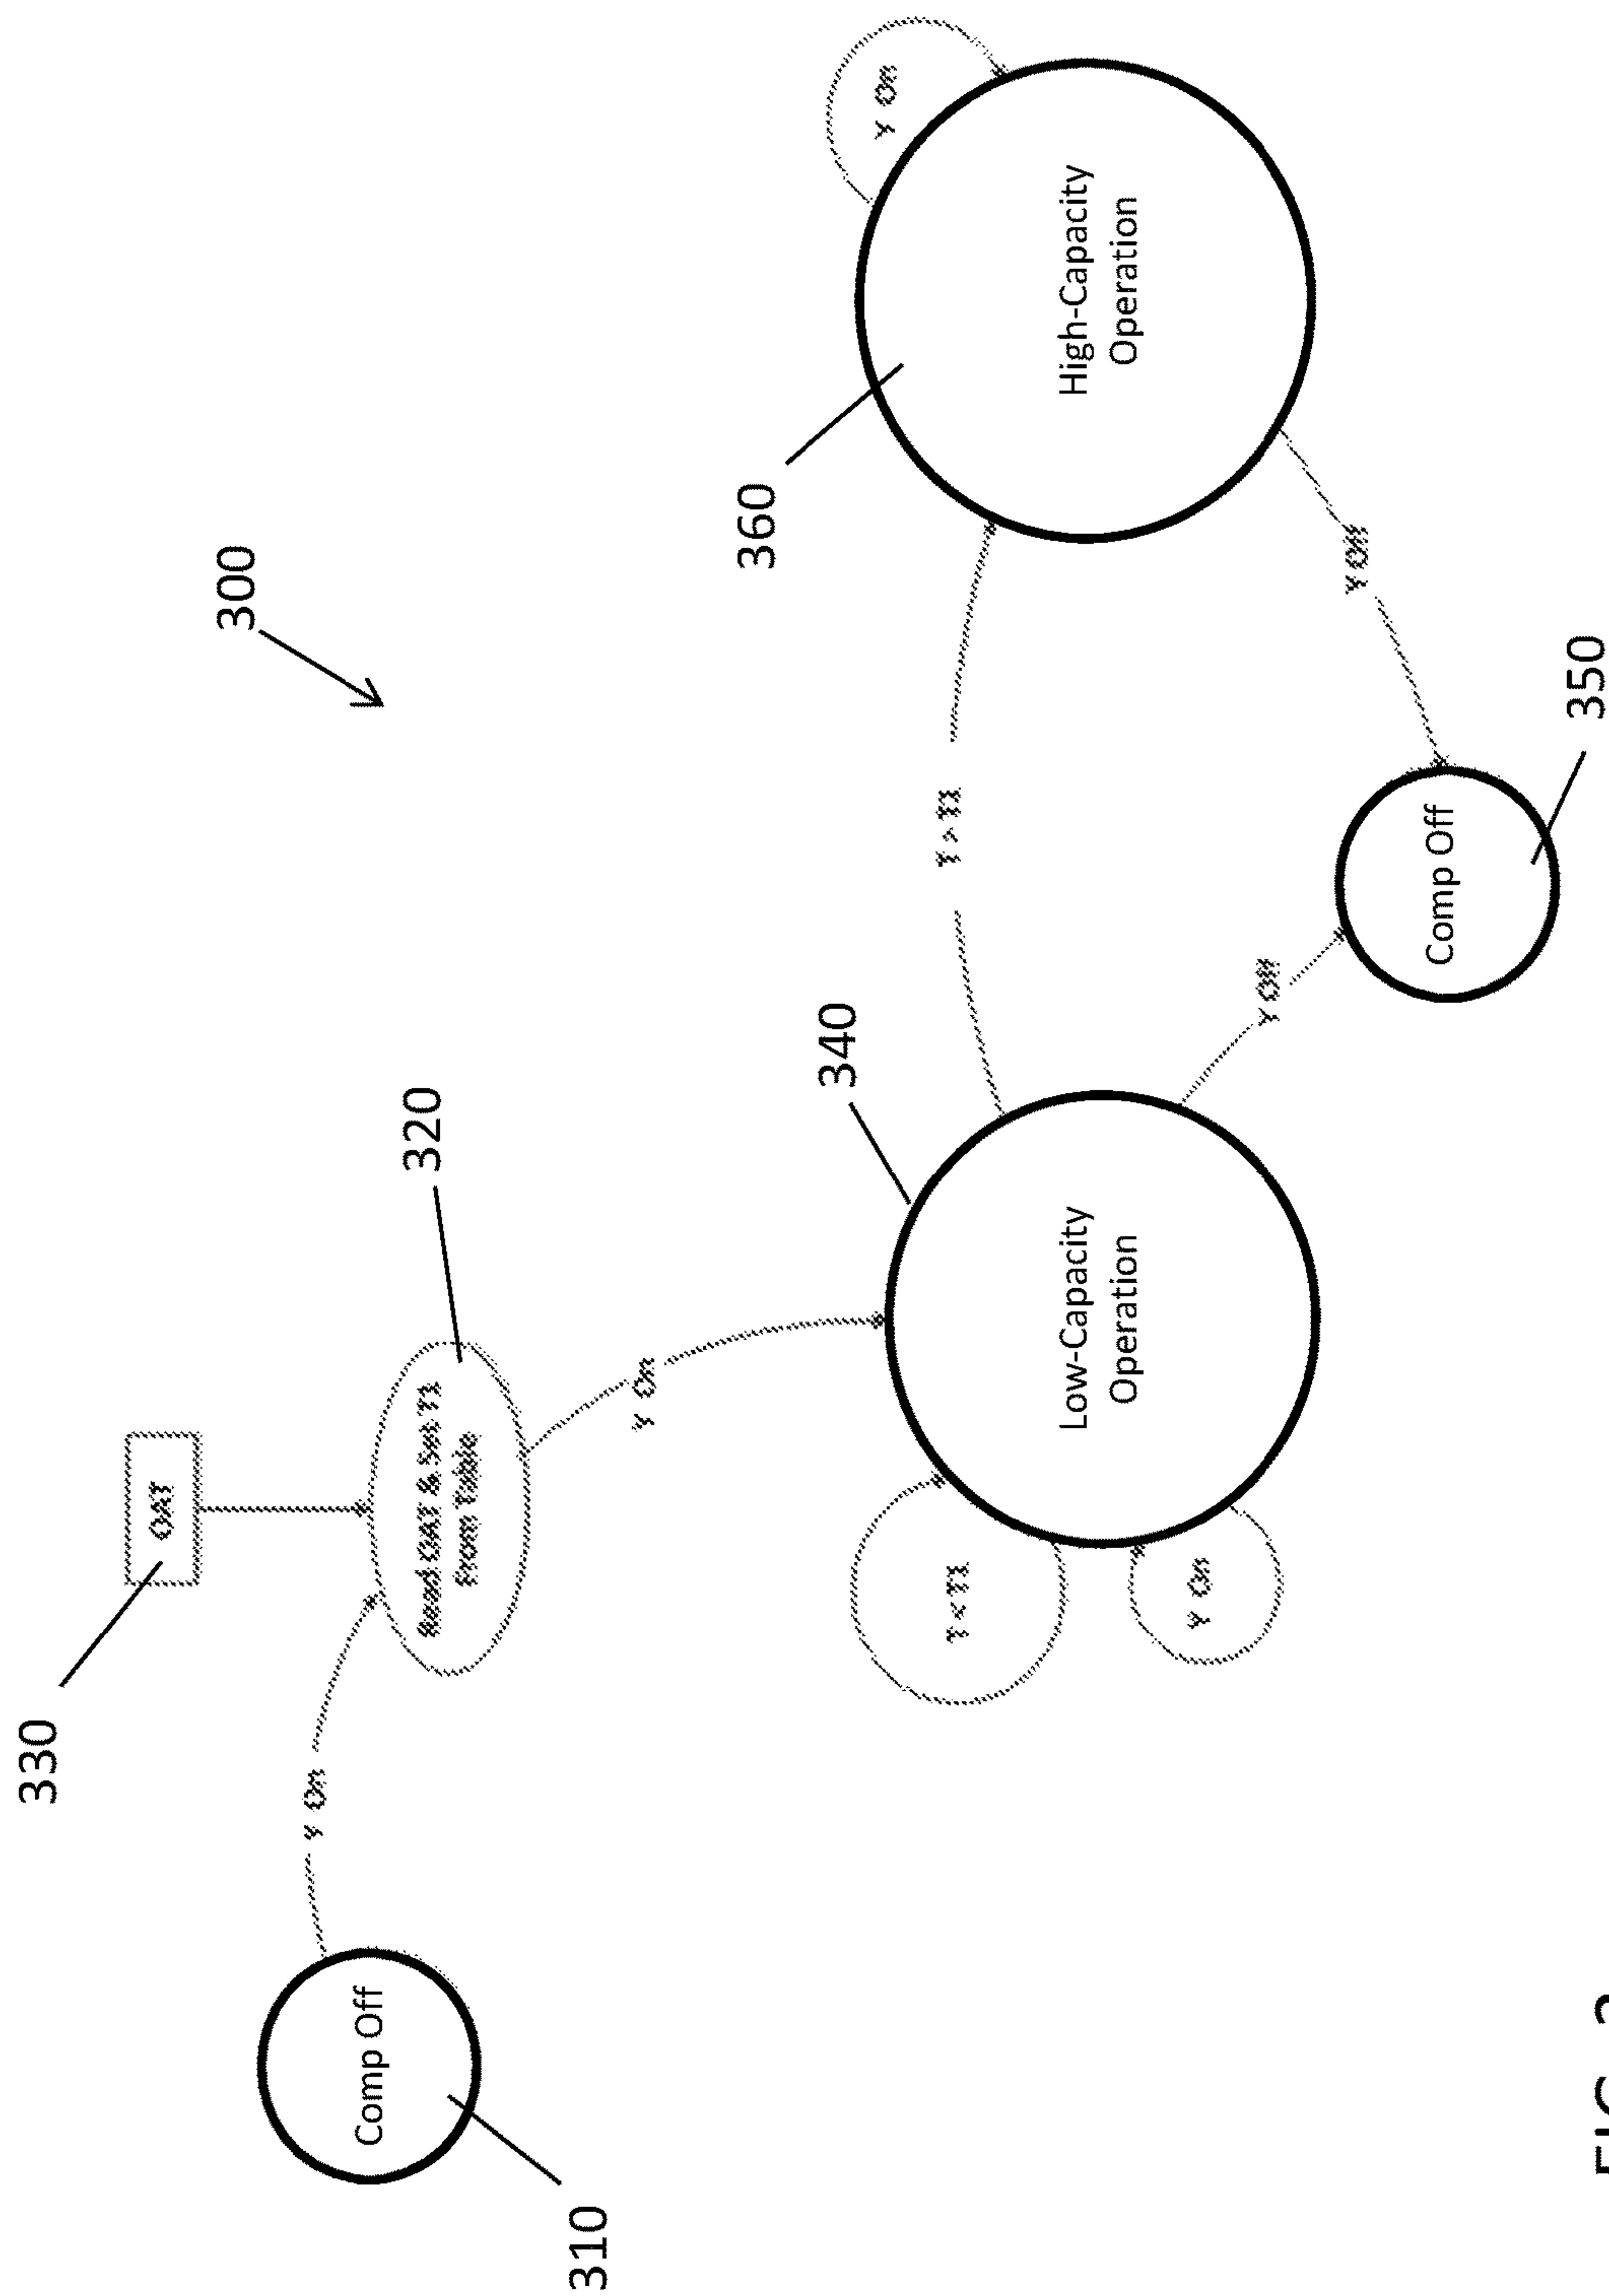 300
330
OAT
Y On
320
Read OAT & Set T1
From Table
Comp Off
310
Y On
340
360
Y On
T > T1
T < T1
Y On
Low-Capacity
Operation
High-Capacity
Operation
Y Off
Y Off
Comp Off
350